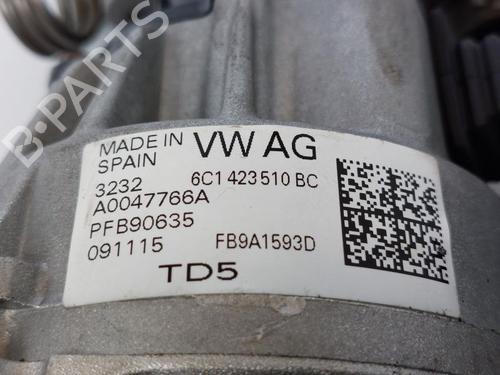 B-PARTS
MADE IN
SPAIN
VW AG
3232
6C1 423 510 BC
A0047766A
PFB90635
091115
FB9A1593D
TD5